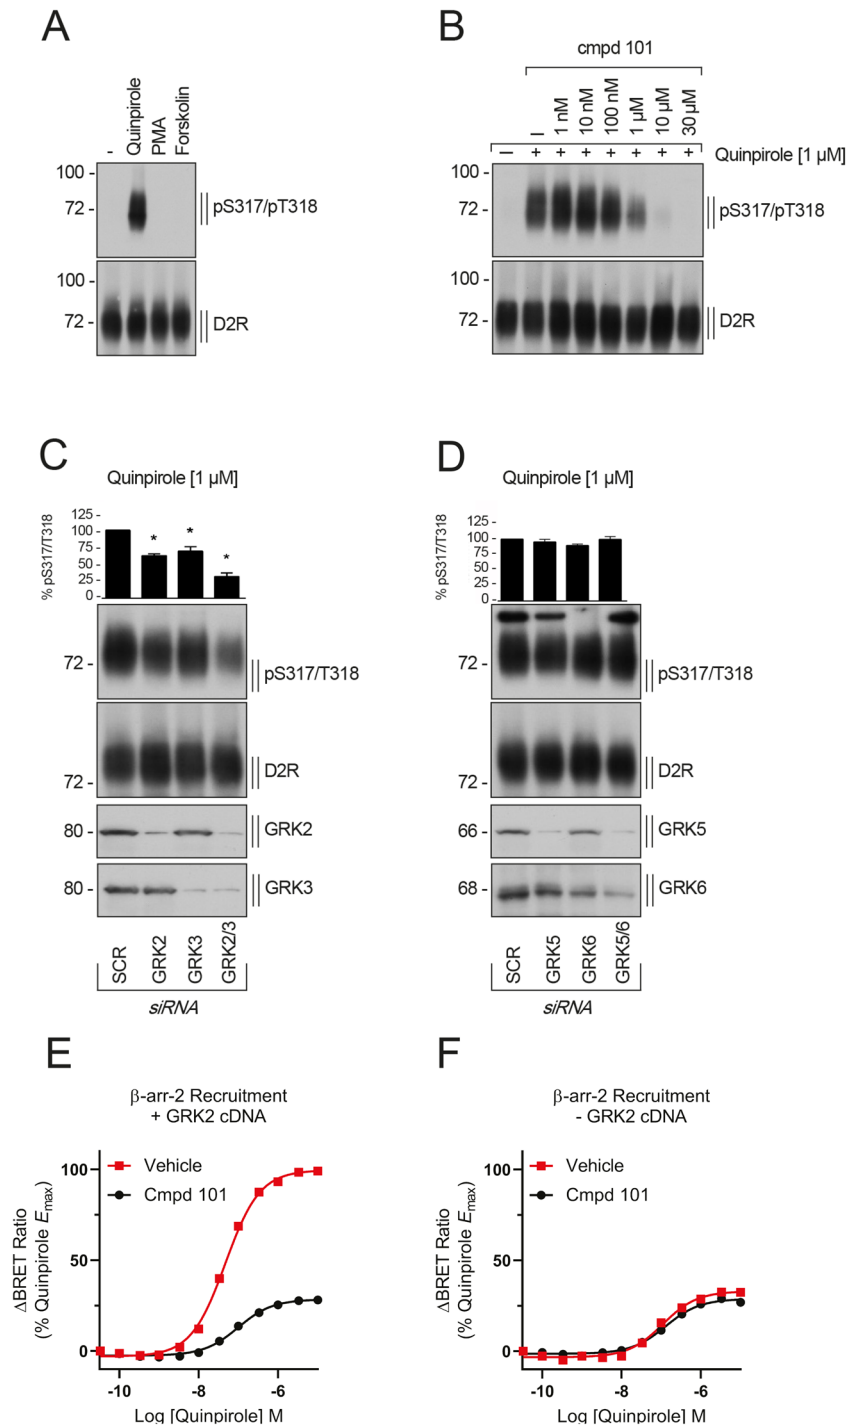 A
-
Quinpirole
PMA
Forskolin
100 -
72 -
pS317/pT318
100 -
72 -
D2R
B
cmpd 101
-
1 nM
10 nM
100 nM
1 µM
10 µM
30 µM
- + + + + + + + Quinpirole [1 µM]
100 -
72 -
pS317/pT318
100 -
72 -
D2R
C
Quinpirole [1 µM]
% pS317/T318
125 -
100 -
75 -
50 -
25 -
0 -
* * *
72 -
pS317/T318
72 -
D2R
80 -
GRK2
80 -
GRK3
SCR
GRK2
GRK3
GRK2/3
siRNA
D
Quinpirole [1 µM]
% pS317/T318
125 -
100 -
75 -
50 -
25 -
0 -
72 -
pS317/T318
72 -
D2R
66 -
GRK5
68 -
GRK6
SCR
GRK5
GRK6
GRK5/6
siRNA
E
β-arr-2 Recruitment
+ GRK2 cDNA
Vehicle
Cmpd 101
ΔBRET Ratio
(% Quinpirole Emax)
100
50
0
-10 -8 -6
Log [Quinpirole] M
F
β-arr-2 Recruitment
- GRK2 cDNA
Vehicle
Cmpd 101
ΔBRET Ratio
(% Quinpirole Emax)
100
50
0
-10 -8 -6
Log [Quinpirole] M